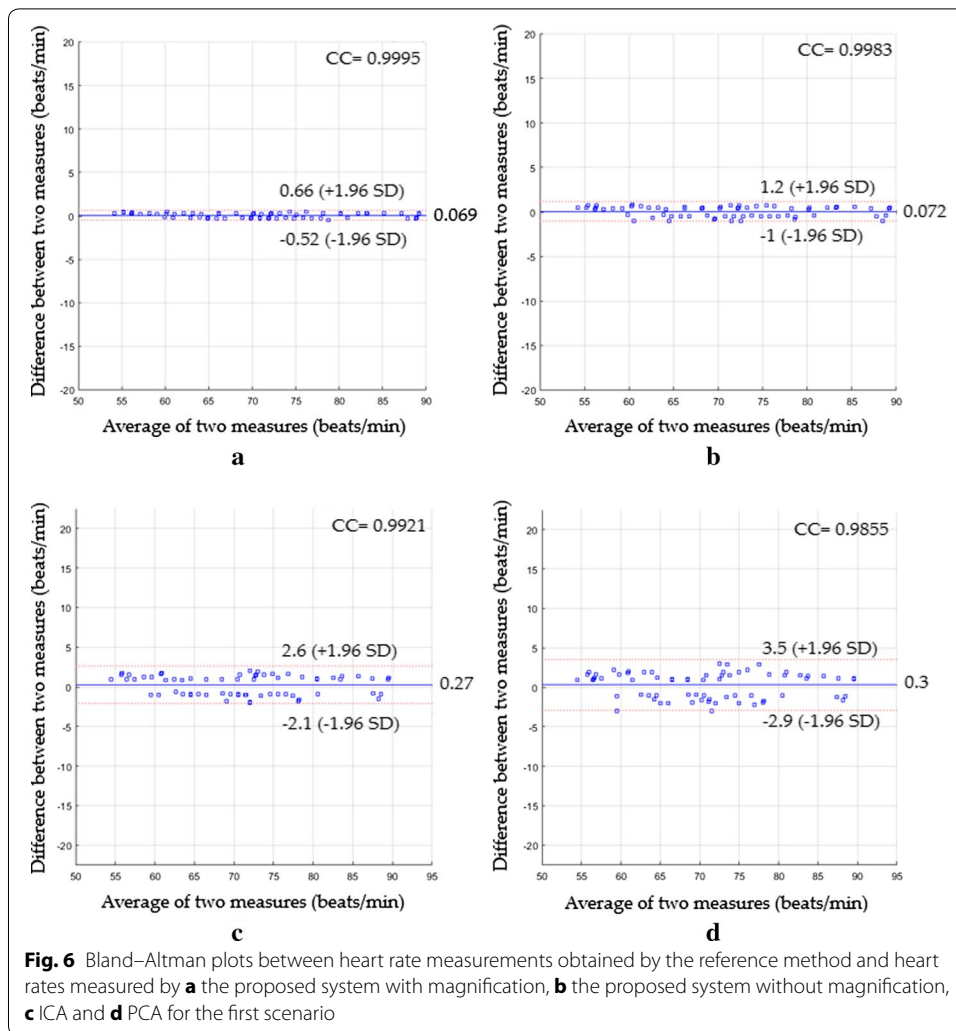 20
15
10
5
0
-5
-10
-15
-20
Difference between two measures (beats/min)
CC= 0.9995
0.66 (+1.96 SD)
0.069
-0.52 (-1.96 SD)
50 55 60 65 70 75 80 85 90
Average of two measures (beats/min)
a
20
15
10
5
0
-5
-10
-15
-20
Difference between two measures (beats/min)
CC= 0.9983
1.2 (+1.96 SD)
0.072
-1 (-1.96 SD)
50 55 60 65 70 75 80 85 90
Average of two measures (beats/min)
b
20
15
10
5
0
-5
-10
-15
-20
Difference between two measures (beats/min)
CC= 0.9921
2.6 (+1.96 SD)
0.27
-2.1 (-1.96 SD)
50 55 60 65 70 75 80 85 90 95
Average of two measures (beats/min)
c
20
15
10
5
0
-5
-10
-15
-20
Difference between two measures (beats/min)
CC= 0.9855
3.5 (+1.96 SD)
0.3
-2.9 (-1.96 SD)
50 55 60 65 70 75 80 85 90 95
Average of two measures (beats/min)
d
Fig. 6 Bland–Altman plots between heart rate measurements obtained by the reference method and heart
rates measured by a the proposed system with magnification, b the proposed system without magnification,
c ICA and d PCA for the first scenario